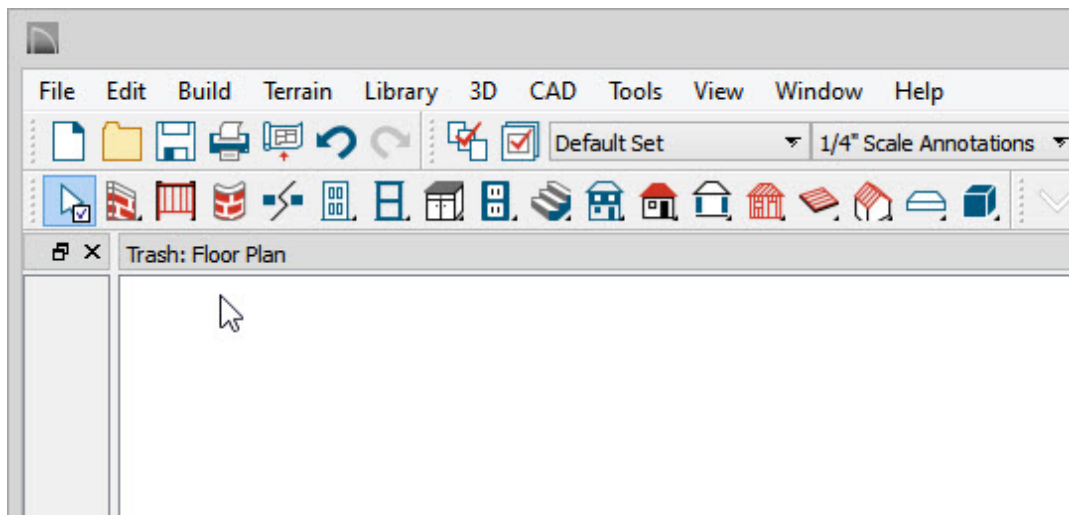 File Edit Build Terrain Library 3D CAD Tools View Window Help
Default Set 1/4" Scale Annotations
Trash: Floor Plan